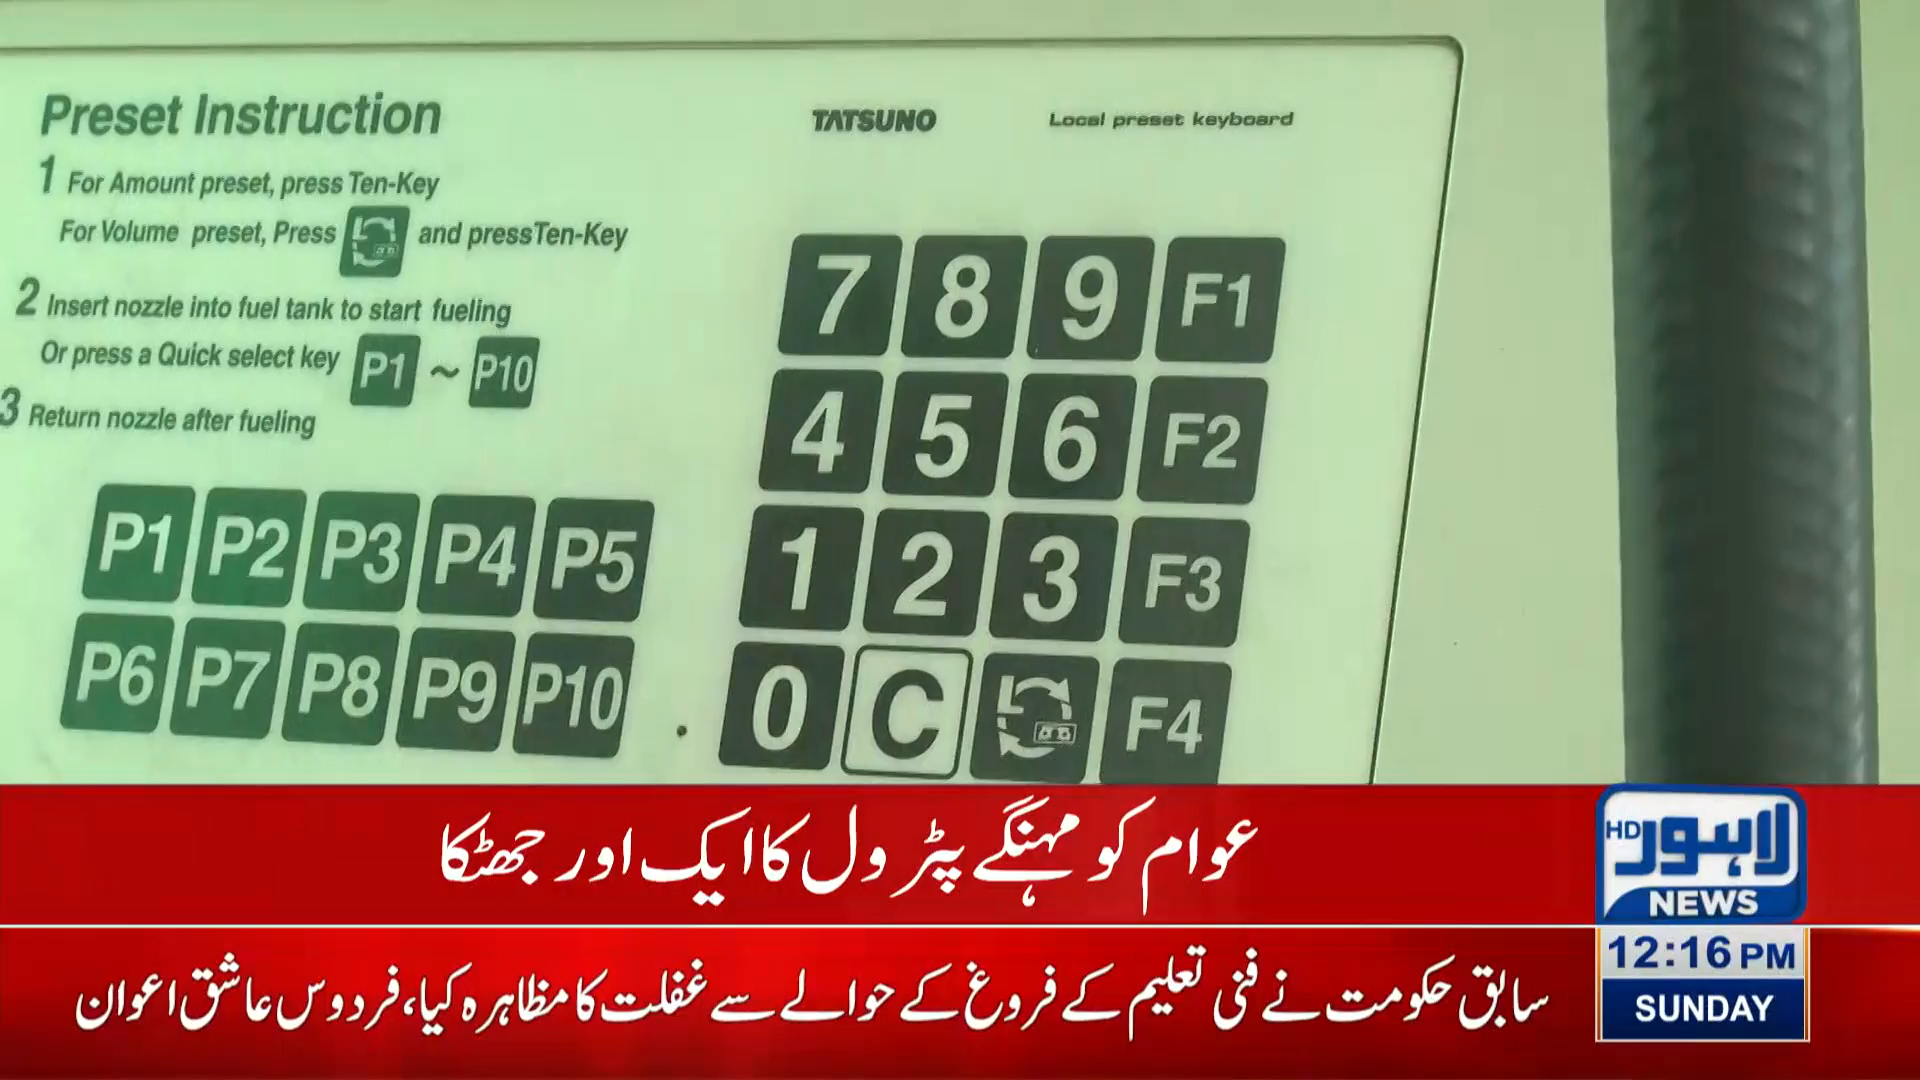 Preset Instruction
1 For Amount preset, press Ten-Key
For Volume preset, Press and press Ten-Key
2 Insert nozzle into fuel tank to start fueling
Or press a Quick select key P1 ~ P10
3 Return nozzle after fueling
P1 P2 P3 P4 P5
P6 P7 P8 P9 P10
TATSUNO Local preset keyboard
7 8 9 F1
4 5 6 F2
1 2 3 F3
0 C F4
عوام کو مہنگے پٹرول کا ایک اور جھٹکا
HD لاہور
NEWS
12:16 PM
SUNDAY
سابق حکومت نے فنی تعلیم کے فروغ کے حوالے سے غفلت کا مظاہرہ کیا، فردوس عاشق اعوان